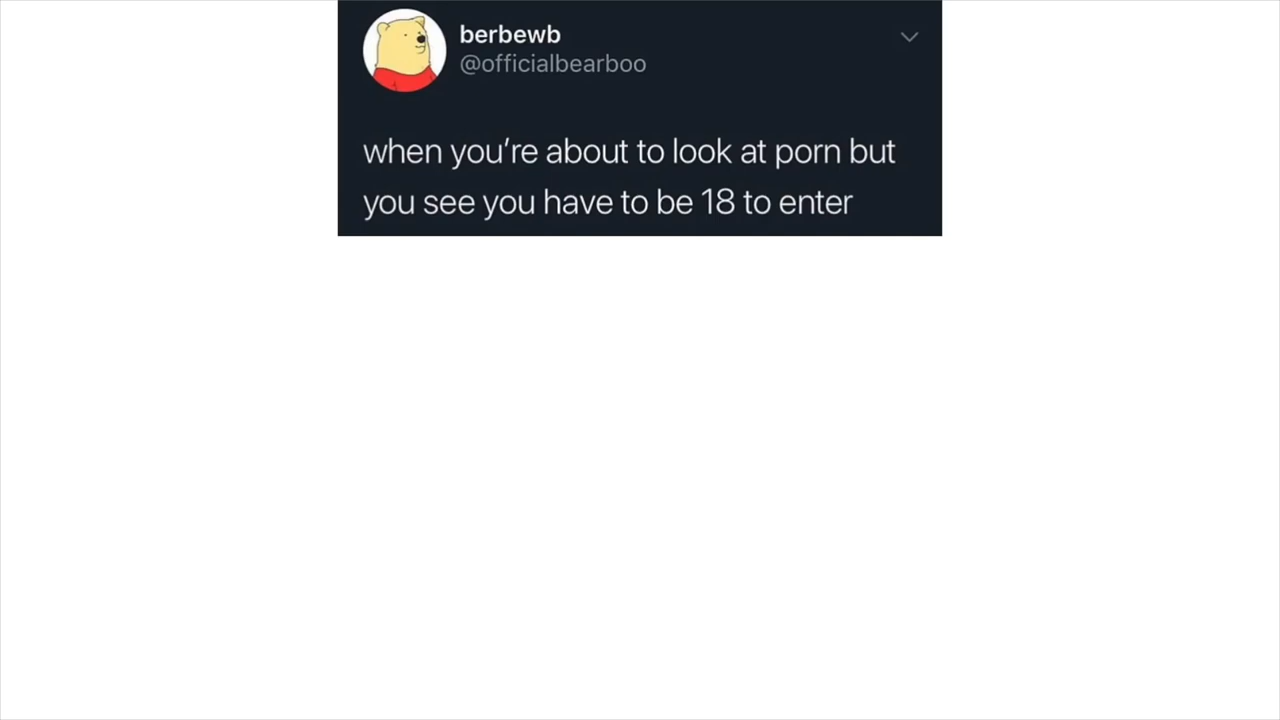 berbewb
@officialbearboo
when you're about to look at porn but
you see you have to be 18 to enter